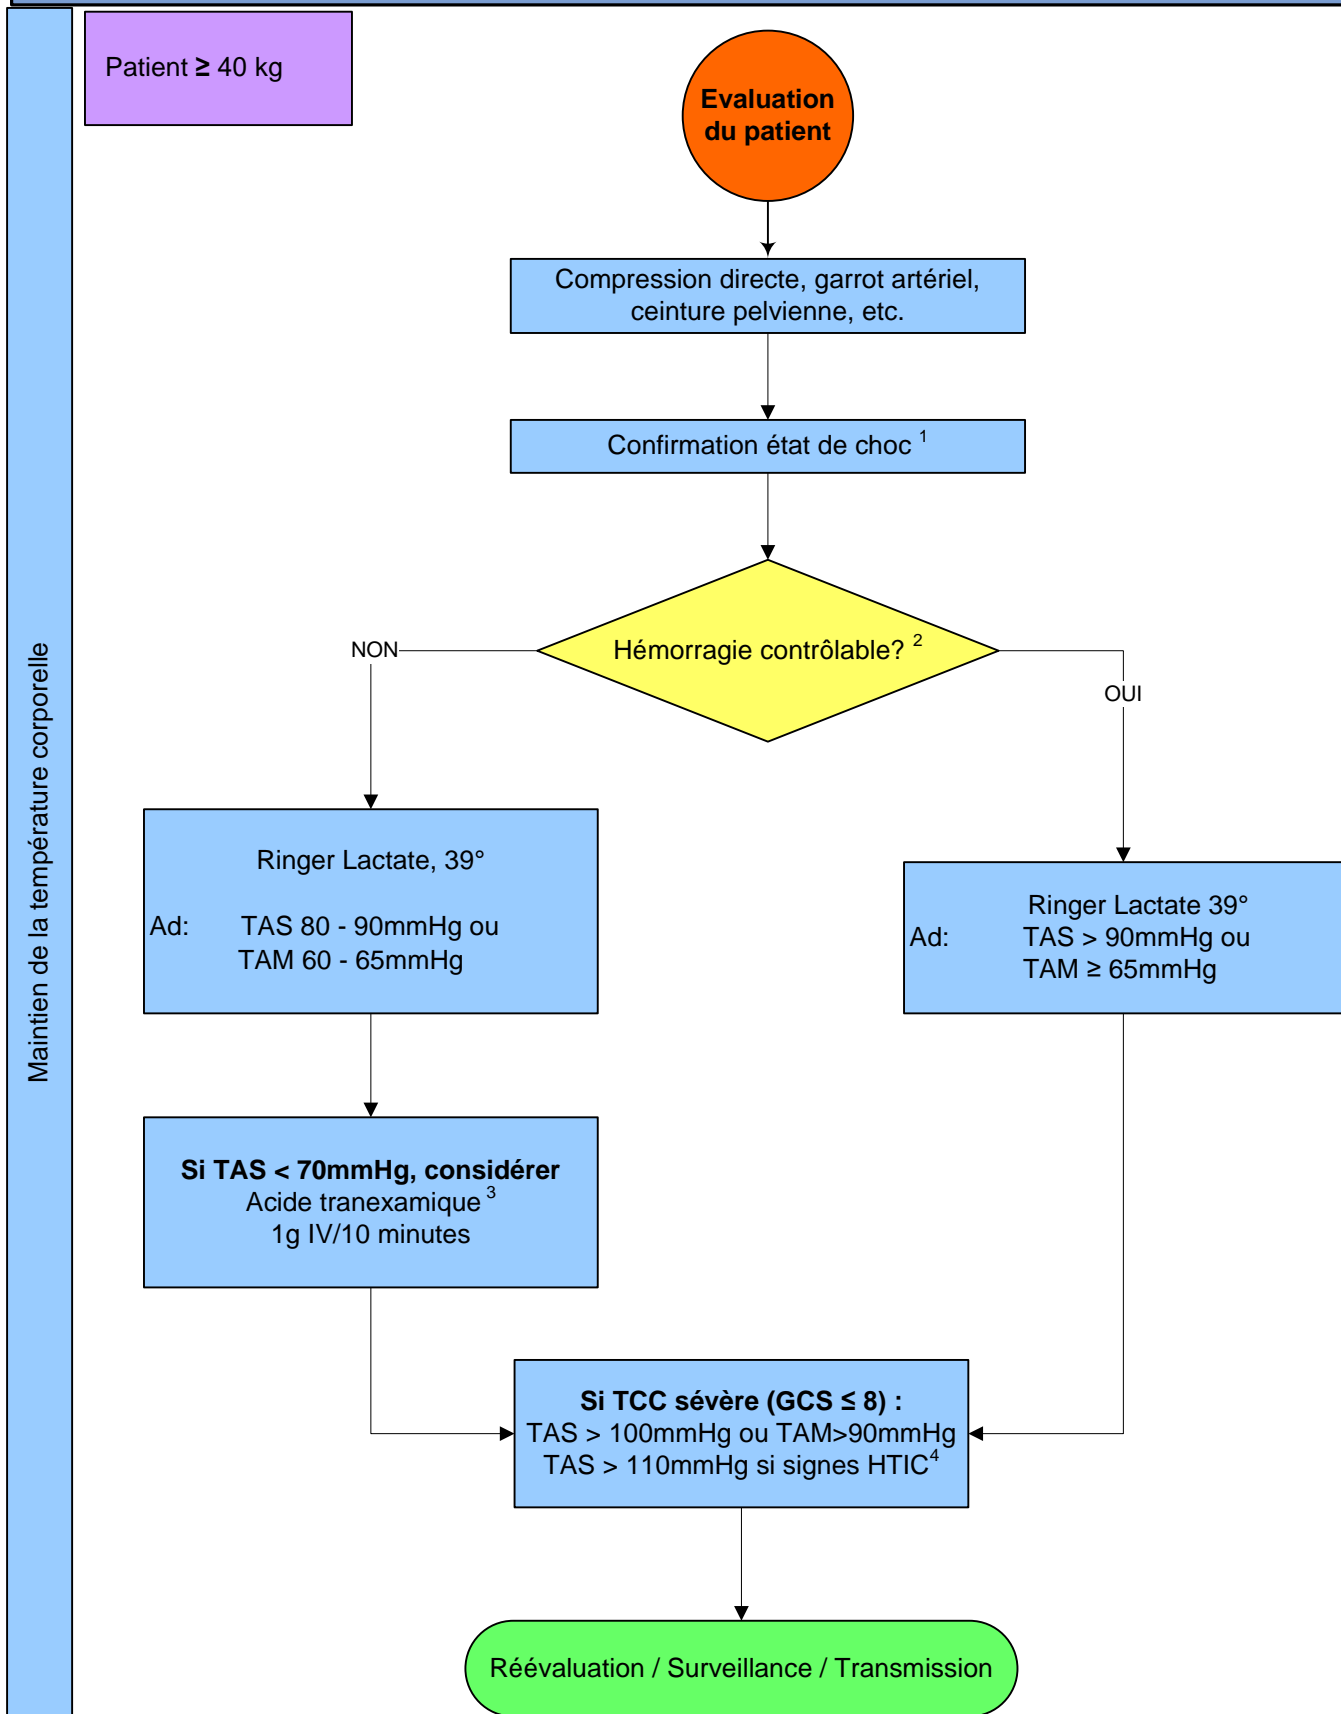 Patient ≥ 40 kg
Evaluation
du patient
Compression directe, garrot artériel,
ceinture pelvienne, etc.
Confirmation état de choc 1
Hémorragie contrôlable? 2
NON
OUI
Maintien de la température corporelle
Ringer Lactate, 39°
Ad: TAS 80 - 90mmHg ou
TAM 60 - 65mmHg
Ringer Lactate 39°
Ad: TAS > 90mmHg ou
TAM ≥ 65mmHg
Si TAS < 70mmHg, considérer
Acide tranexamique 3
1g IV/10 minutes
Si TCC sévère (GCS ≤ 8) :
TAS > 100mmHg ou TAM>90mmHg
TAS > 110mmHg si signes HTIC4
Réévaluation / Surveillance / Transmission